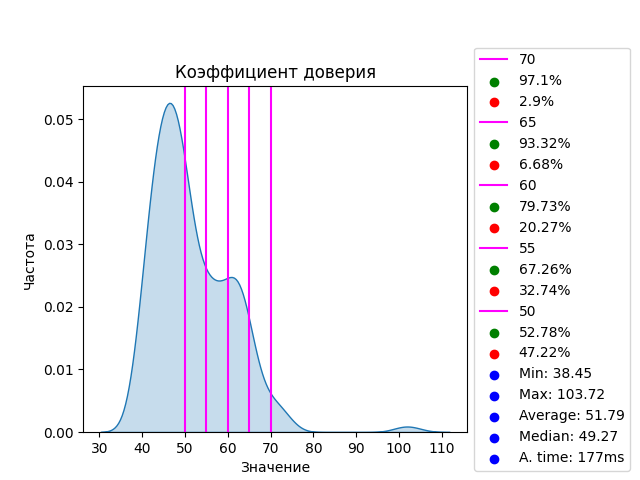 Коэффициент доверия
Частота
0.05
0.04
0.03
0.02
0.01
0.00
30 40 50 60 70 80 90 100 110
Значение
70
97.1%
2.9%
65
93.32%
6.68%
60
79.73%
20.27%
55
67.26%
32.74%
50
52.78%
47.22%
Min: 38.45
Max: 103.72
Average: 51.79
Median: 49.27
A. time: 177ms